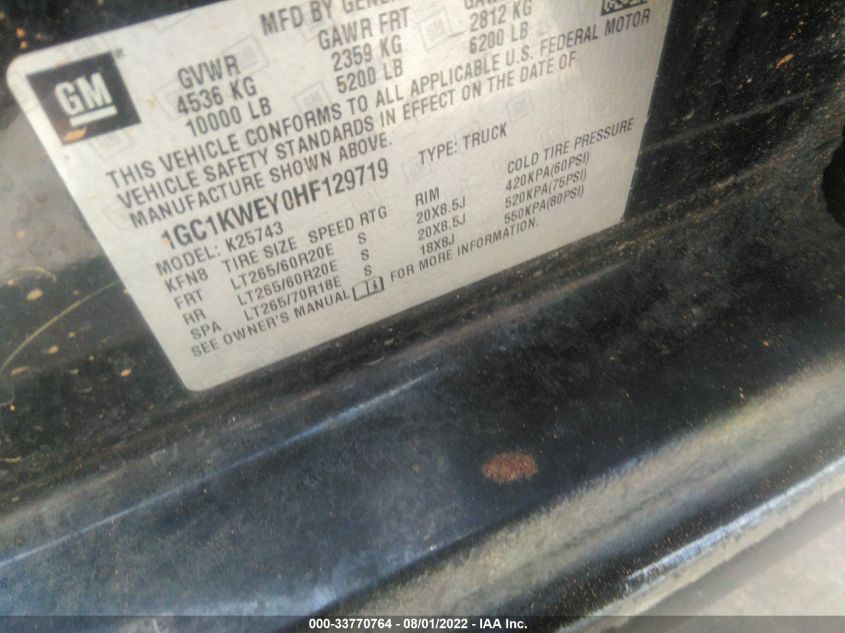 GM
MFD BY GENE
GVWR GAWR FRT
4536 KG 2359 KG 2812 KG
10000 LB 5200 LB 6200 LB
THIS VEHICLE CONFORMS TO ALL APPLICABLE U.S. FEDERAL MOTOR
VEHICLE SAFETY STANDARDS IN EFFECT ON THE DATE OF
MANUFACTURE SHOWN ABOVE.
1GC1KWEY0HF129719 TYPE: TRUCK
MODEL: K25743
KFN8 TIRE SIZE SPEED RTG RIM COLD TIRE PRESSURE
FRT LT265/60R20E S 20X8.5J 420KPA(60PSI)
RR LT265/60R20E S 20X8.5J 520KPA(75PSI)
SPA LT265/70R18E S 18X8J 550KPA(80PSI)
SEE OWNER'S MANUAL FOR MORE INFORMATION.
000-33770764 - 08/01/2022 - IAA Inc.